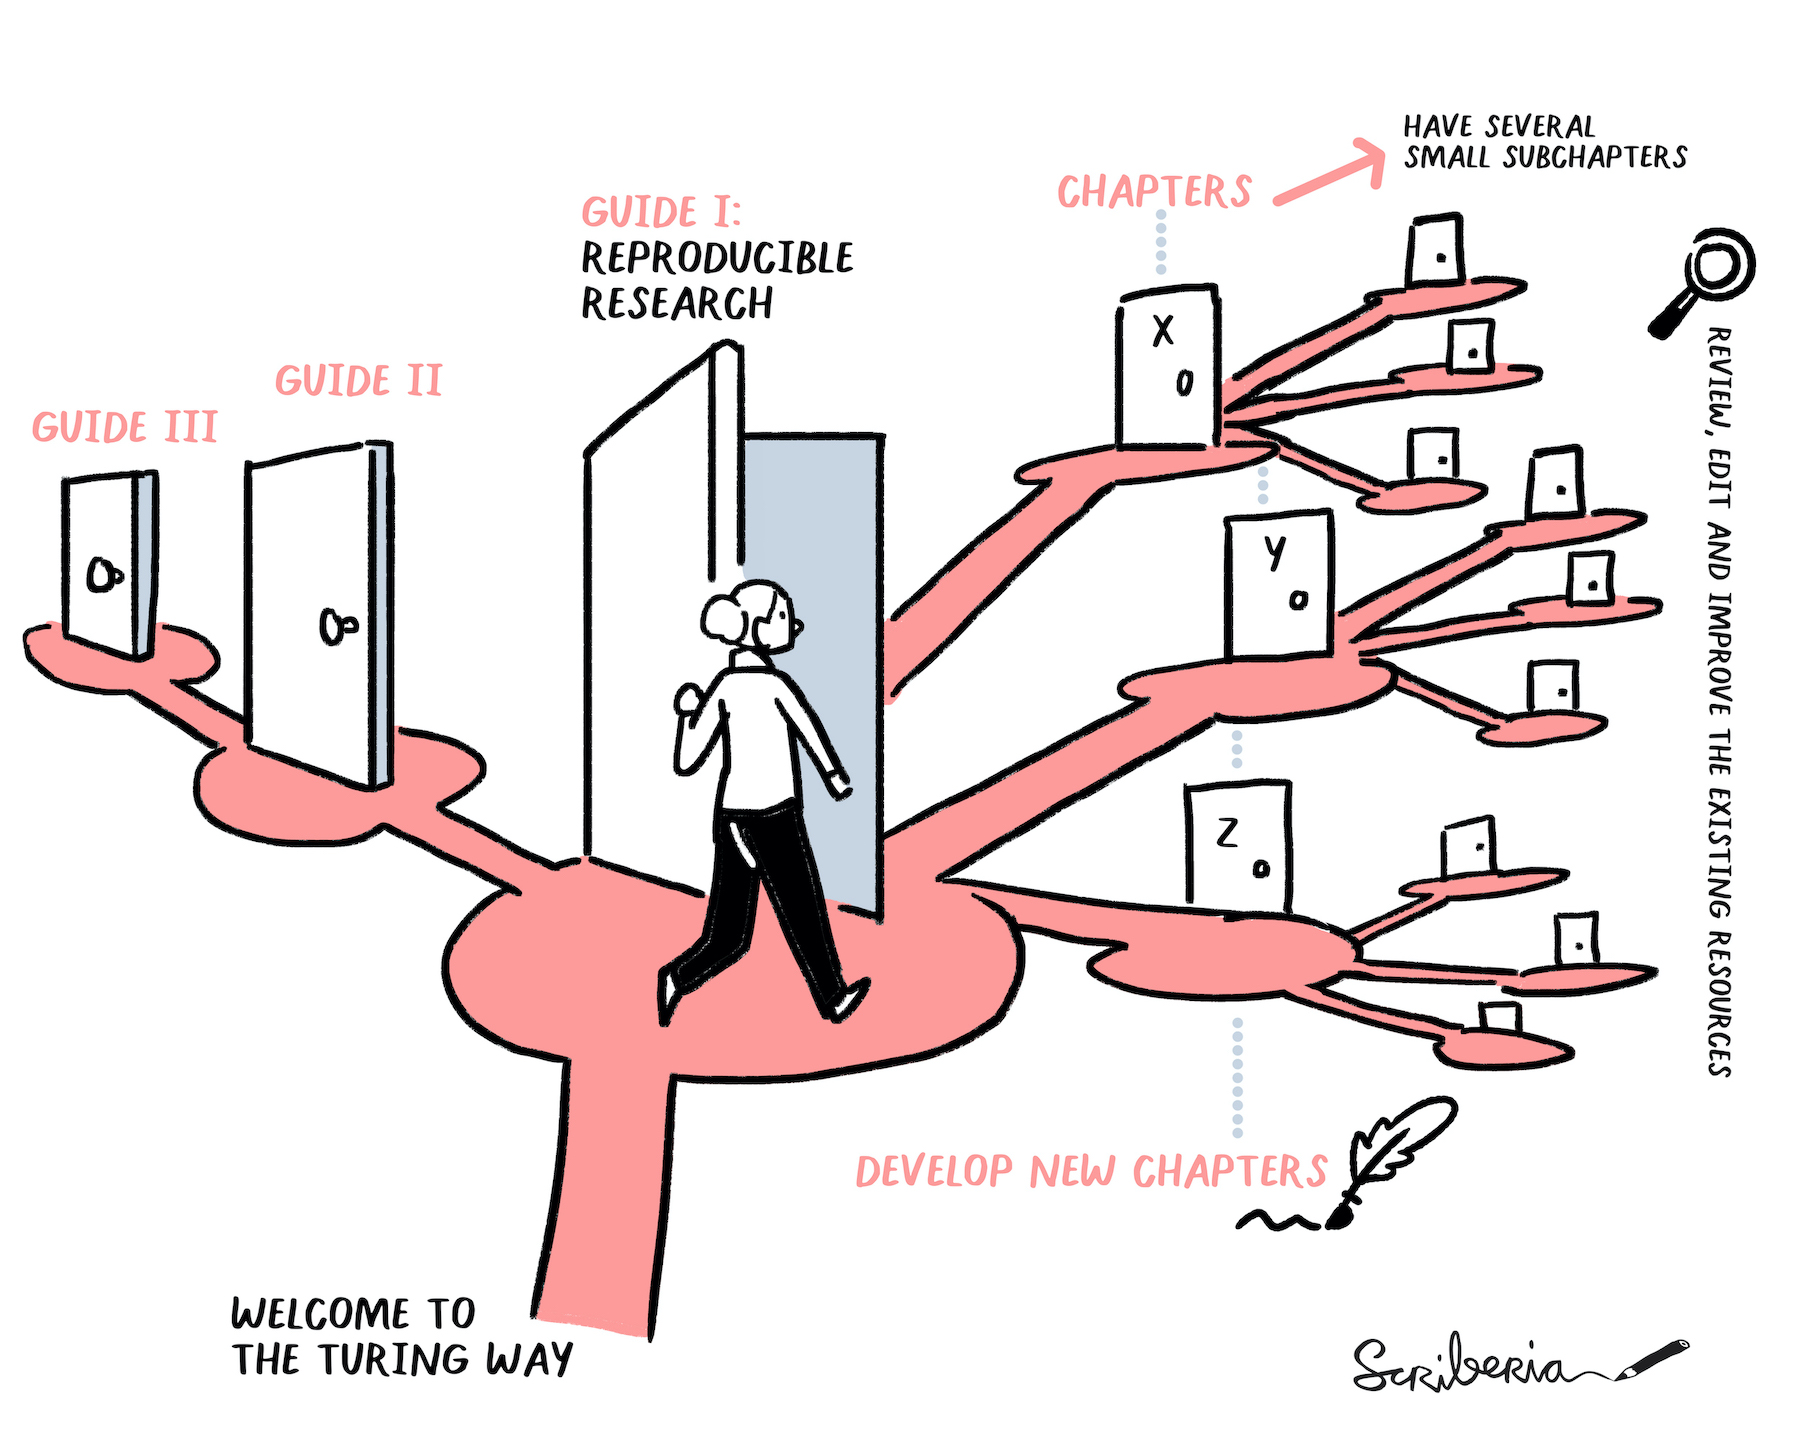 HAVE SEVERAL
SMALL SUBCHAPTERS
CHAPTERS
GUIDE I:
REPRODUCIBLE
RESEARCH
GUIDE II
GUIDE III
X
Y
Z
REVIEW, EDIT AND IMPROVE THE EXISTING RESOURCES
DEVELOP NEW CHAPTERS
WELCOME TO
THE TURING WAY
Scriberia